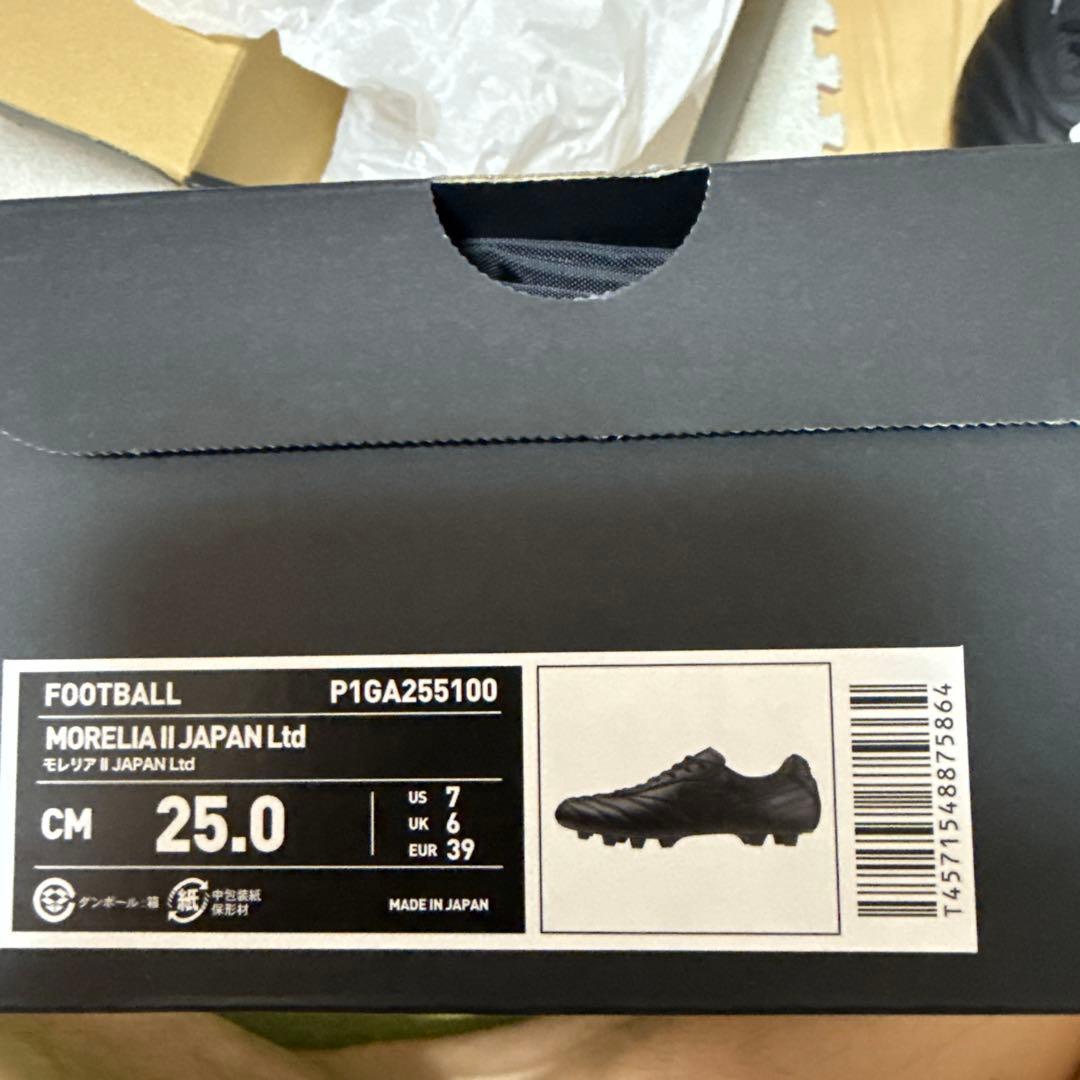 FOOTBALL P1GA255100
MORELIA II JAPAN Ltd
モレリア II JAPAN Ltd
CM 25.0
US 7
UK 6
EUR 39
ダンボール:箱
紙 中包装紙
保形材
MADE IN JAPAN
T4571548875864